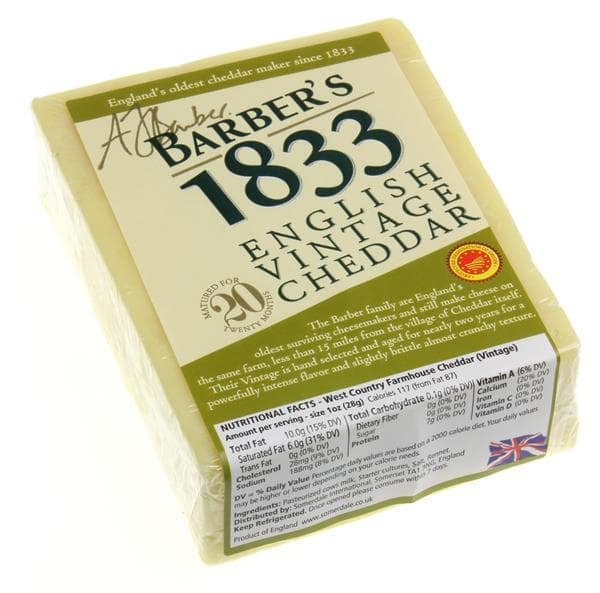 England's oldest cheddar maker since 1833
A J Barber.
BARBER'S
1833
ENGLISH
VINTAGE
CHEDDAR
MATURED FOR
20
TWENTY MONTHS
The Barber family are England's
oldest surviving cheesemakers and still make cheese on
the same farm, less than 15 miles from the village of Cheddar itself.
Their Vintage is hand selected and aged for nearly two years for a
powerfully intense flavor and slightly brittle almost crunchy texture.
NUTRITIONAL FACTS - West Country Farmhouse Cheddar (Vintage)
Amount per serving - size 1oz (28g) Calories 117 (from Fat 87)
Total Fat 10.0g (15% DV)
Saturated Fat 6.0g (31% DV)
Trans Fat 0g (0% DV)
Cholesterol 28mg (9% DV)
Sodium 188mg (8% DV)
Total Carbohydrate 0.1g (0% DV)
Dietary Fiber 0g (0% DV)
Sugar 0g (0% DV)
Protein 7g (0% DV)
Vitamin A (6% DV)
Calcium (20% DV)
Iron (0% DV)
Vitamin C (0% DV)
Vitamin D (0% DV)
DV = % Daily Value Percentage daily values are based on a 2000 calorie diet. Your daily values
may be higher or lower depending on your calorie needs.
Ingredients: Pasteurized cows milk, Starter cultures, Salt, Rennet.
Distributed by: Somerdale International, Somerset TA1 3NG, England
Keep Refrigerated. Once opened please consume within 7 days.
Product of England www.somerdale.co.uk